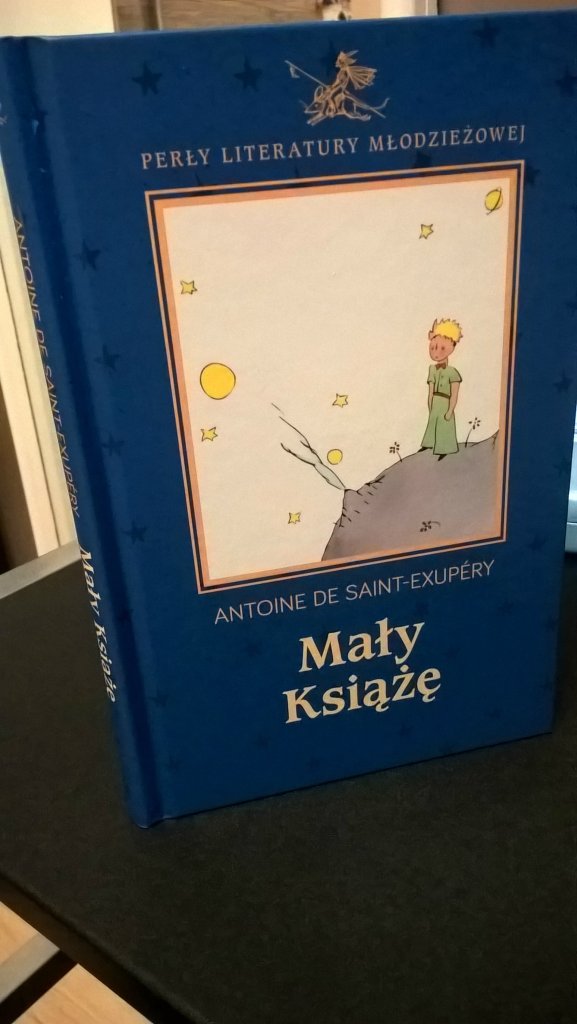 PERŁY LITERATURY MŁODZIEŻOWEJ
ANTOINE DE SAINT-EXUPÉRY
Mały
Książę
ANTOINE DE SAINT-EXUPÉRY Mały Książę